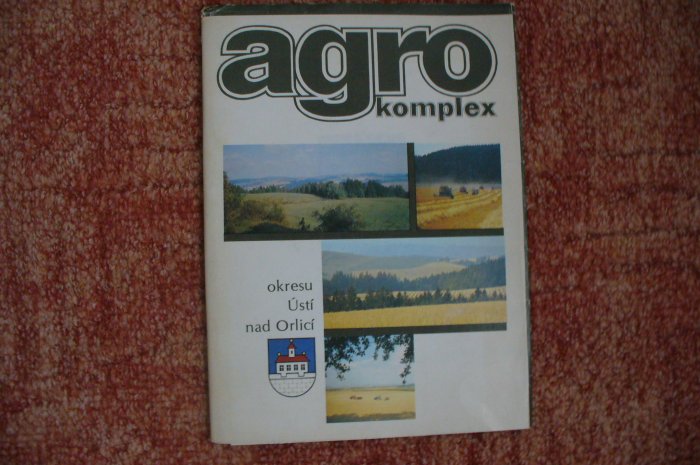 agro
komplex
okresu
Ústí
nad Orlicí